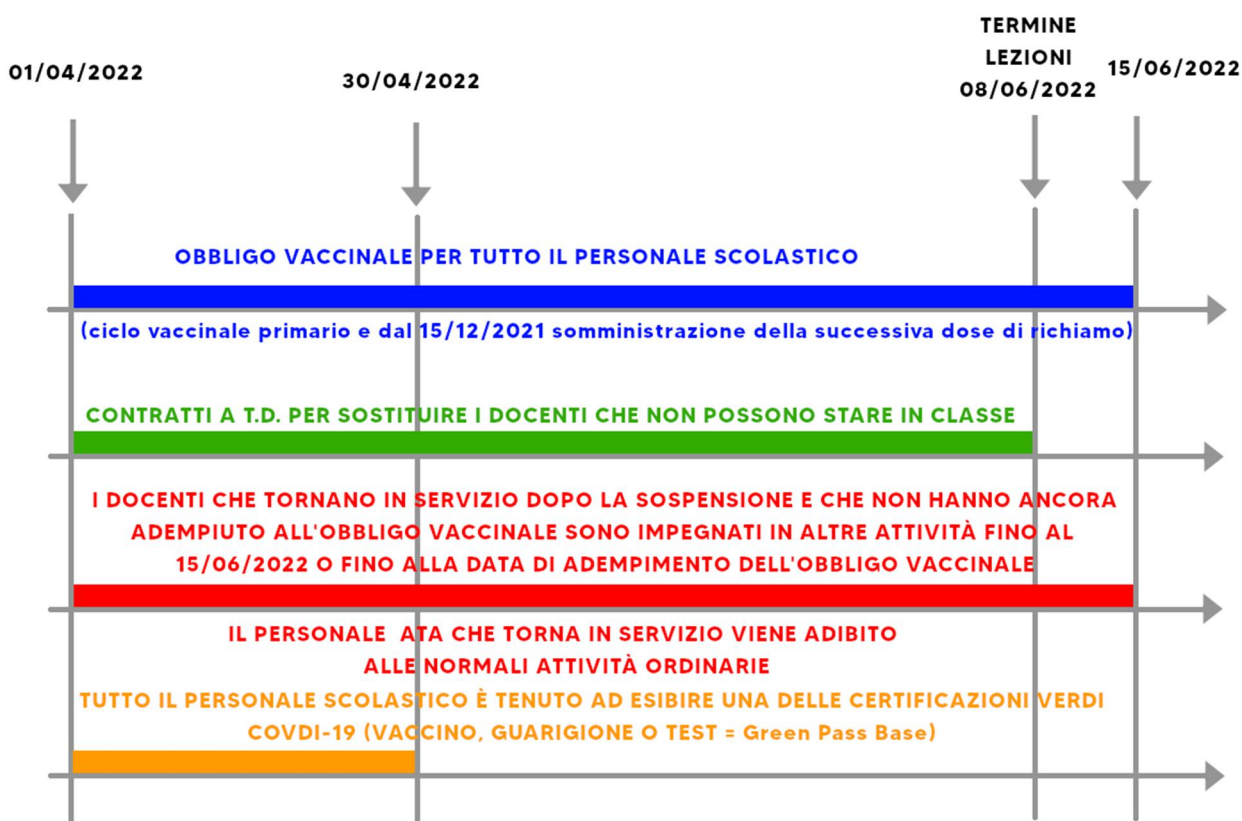 01/04/2022
30/04/2022
TERMINE
LEZIONI
08/06/2022
15/06/2022
OBBLIGO VACCINALE PER TUTTO IL PERSONALE SCOLASTICO
(ciclo vaccinale primario e dal 15/12/2021 somministrazione della successiva dose di richiamo)
CONTRATTI A T.D. PER SOSTITUIRE I DOCENTI CHE NON POSSONO STARE IN CLASSE
I DOCENTI CHE TORNANO IN SERVIZIO DOPO LA SOSPENSIONE E CHE NON HANNO ANCORA
ADEMPIUTO ALL'OBBLIGO VACCINALE SONO IMPEGNATI IN ALTRE ATTIVITÀ FINO AL
15/06/2022 O FINO ALLA DATA DI ADEMPIMENTO DELL'OBBLIGO VACCINALE
IL PERSONALE ATA CHE TORNA IN SERVIZIO VIENE ADIBITO
ALLE NORMALI ATTIVITÀ ORDINARIE
TUTTO IL PERSONALE SCOLASTICO È TENUTO AD ESIBIRE UNA DELLE CERTIFICAZIONI VERDI
COVDI-19 (VACCINO, GUARIGIONE O TEST = Green Pass Base)